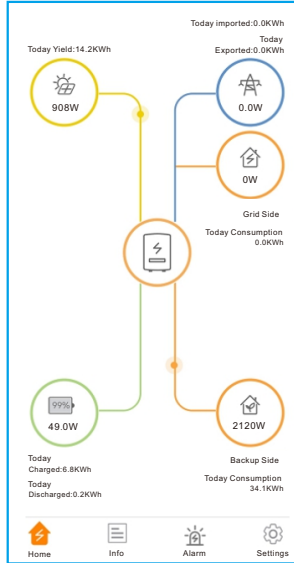 Today imported:0.0KWh
Today
Exported:0.0KWh
Today Yield:14.2KWh
908W
0.0W
0W
Grid Side
Today Consumption
0.0KWh
99%
49.0W
2120W
Today
Charged:6.8KWh
Today
Discharged:0.2KWh
Backup Side
Today Consumption
34.1KWh
Home
Info
Alarm
Settings